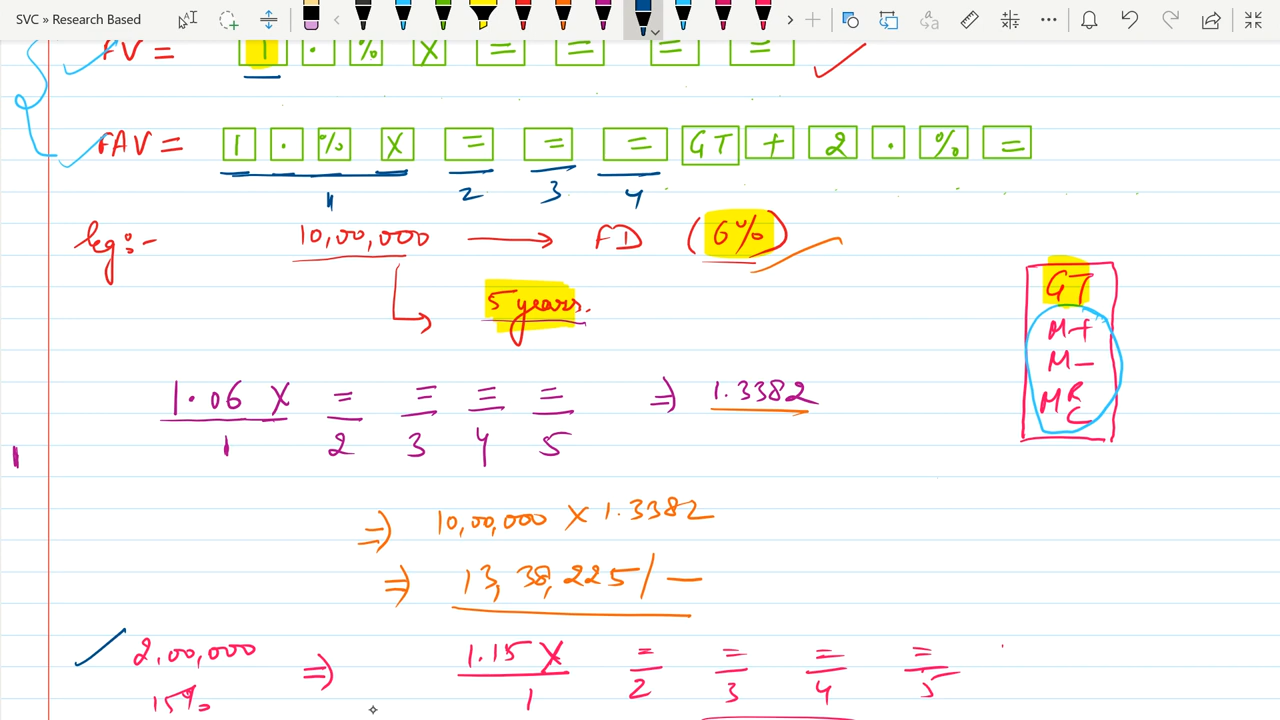 SVC » Research Based
FV = 1 . % X = = = =
FAV = 1 . % X = = = GT + 2 . % =
1 2 3 4
Eg:- 10,00,000 → FD (6%)
5 years.
GT
M+
M-
MRC
1.06 X = = = = ⇒ 1.3382
1 2 3 4 5
⇒ 10,00,000 X 1.3382
⇒ 13,38,225/-
2,00,000 ⇒ 1.15 X = = = =
15% 1 2 3 4 5